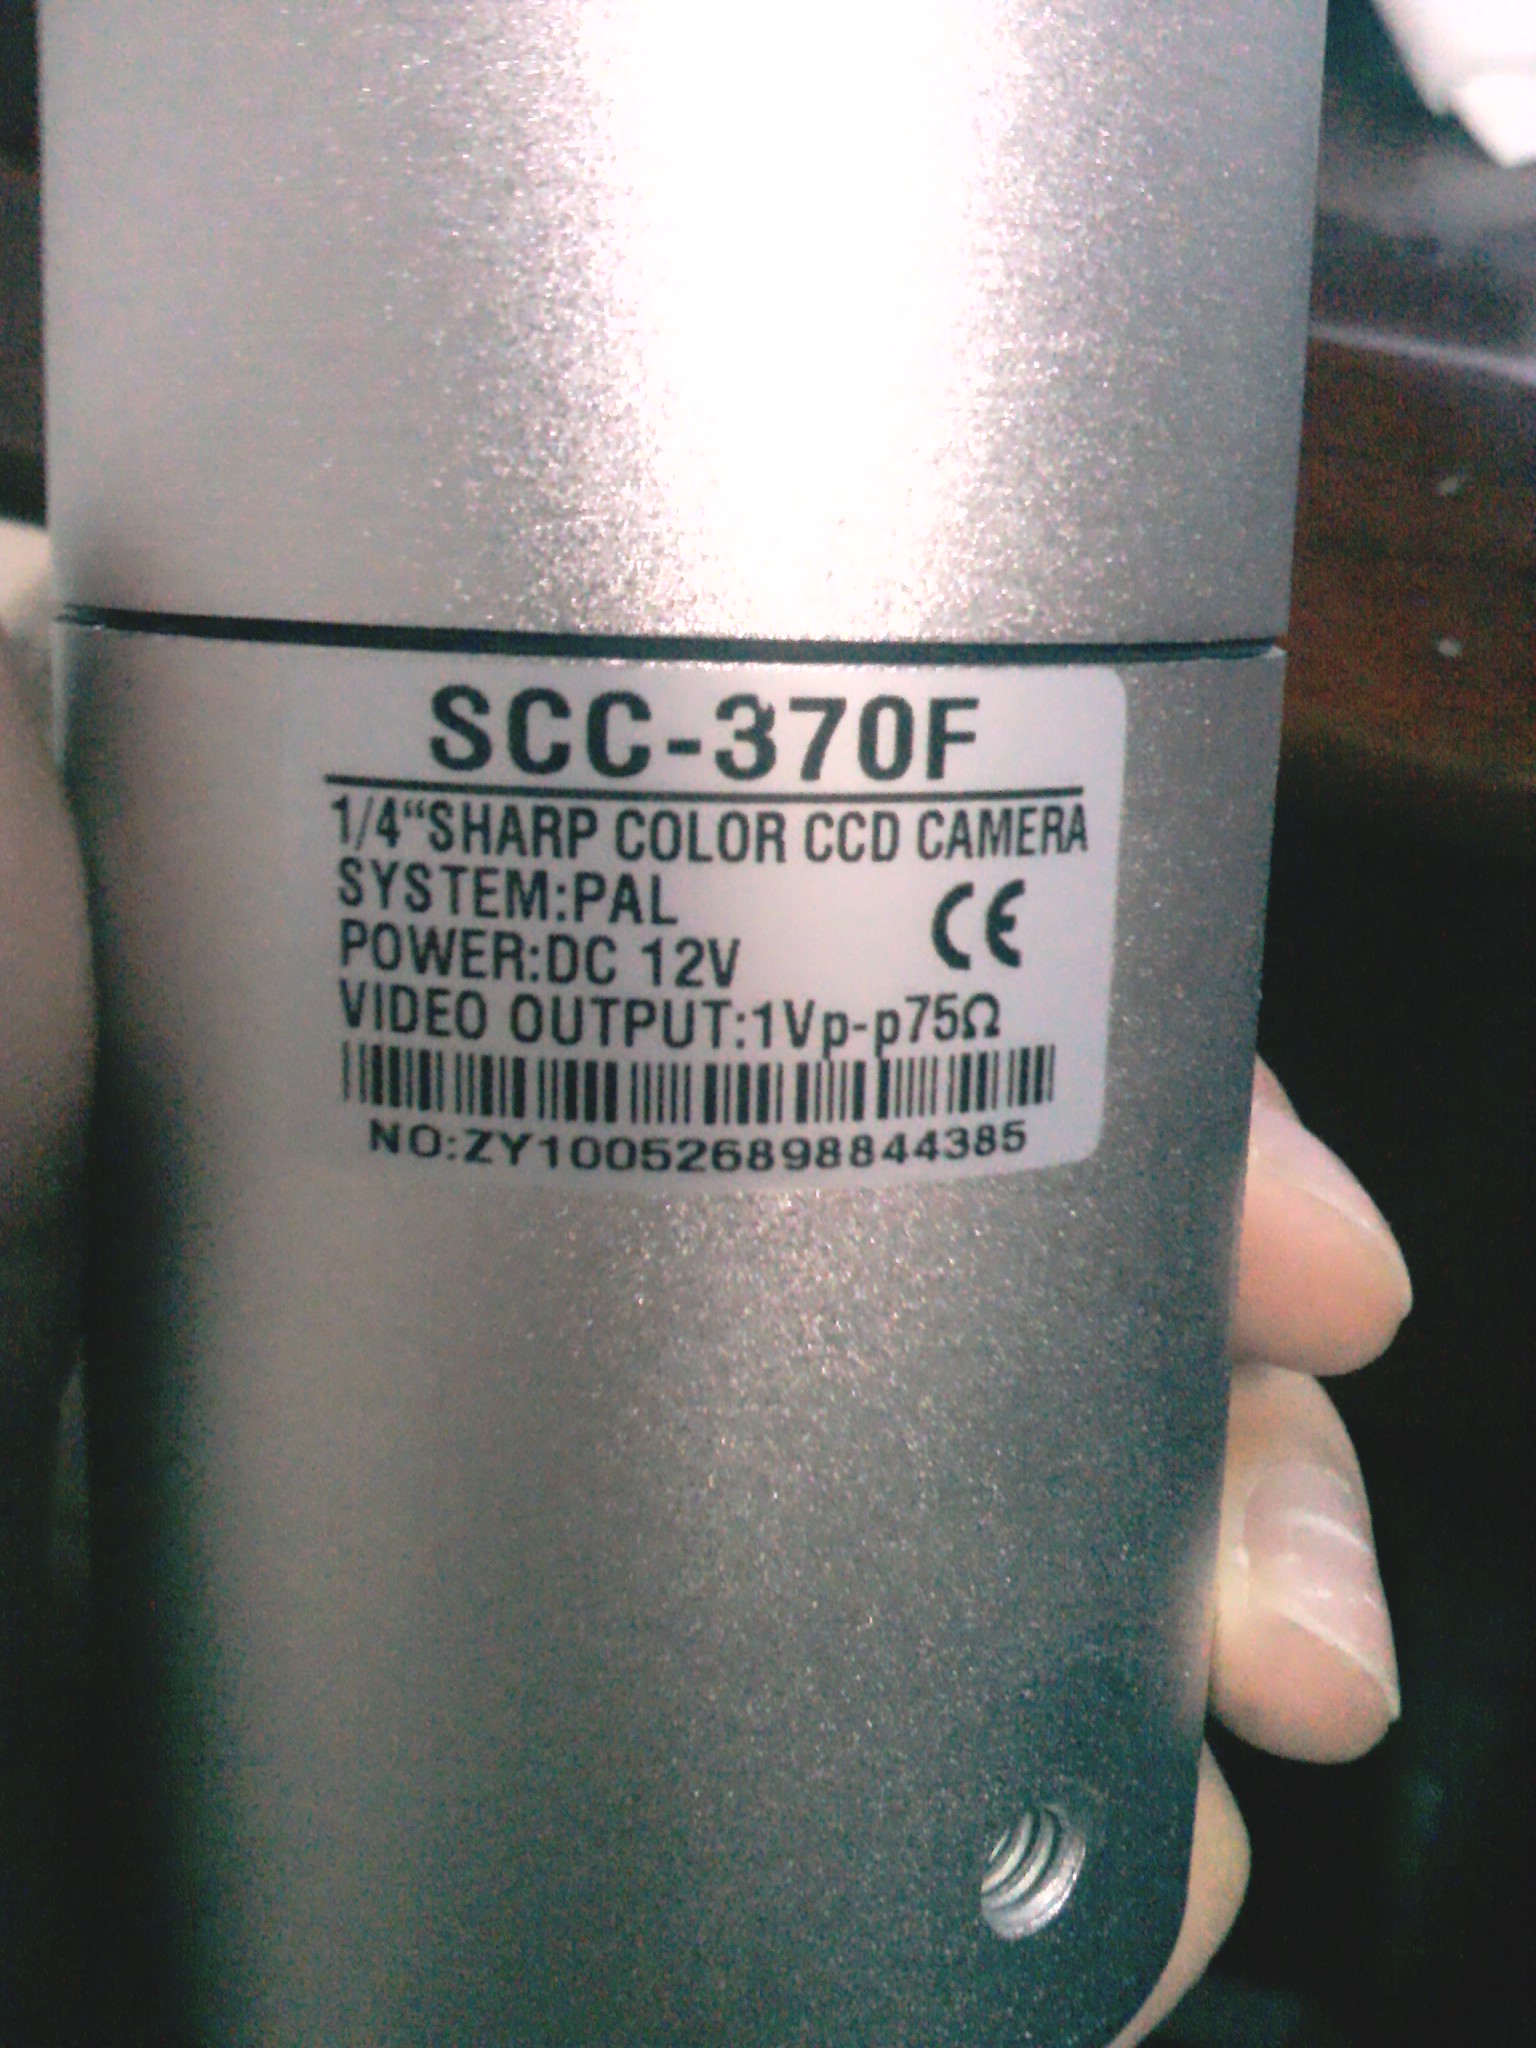 SCC-370F
1/4“SHARP COLOR CCD CAMERA
SYSTEM:PAL
POWER:DC 12V
CE
VIDEO OUTPUT:1Vp-p75Ω
NO:ZY100526898844385